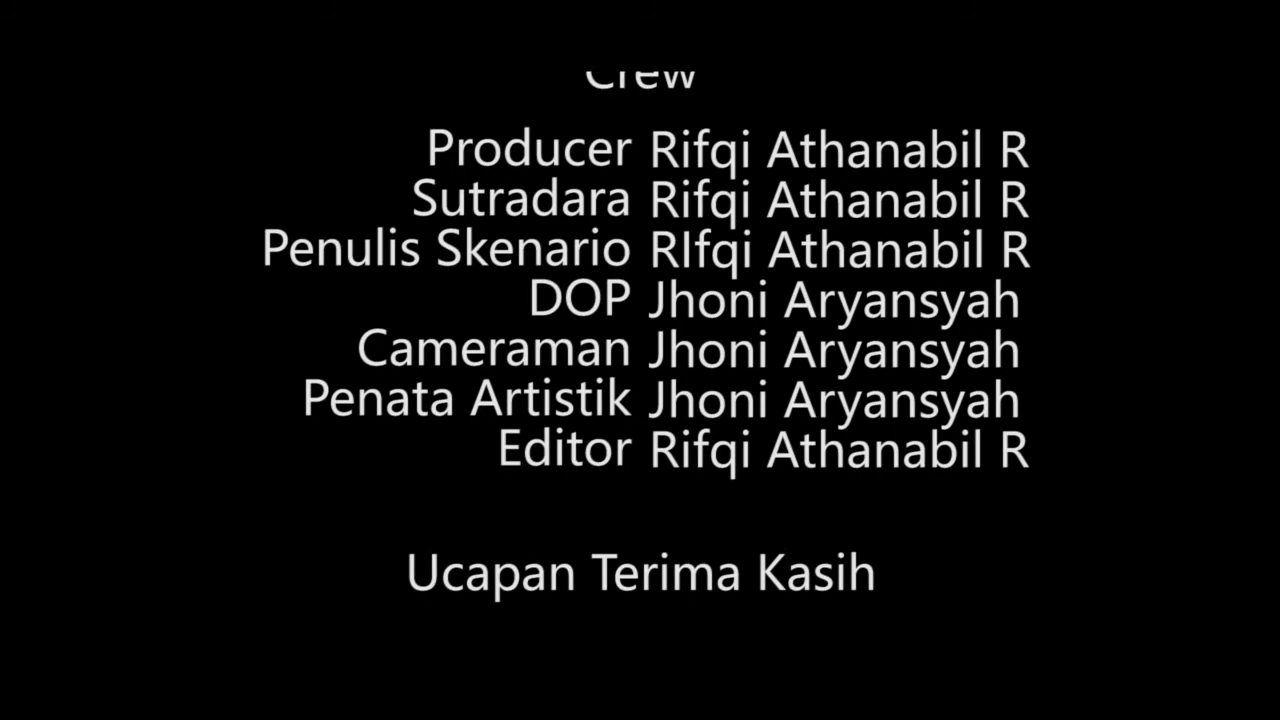 Crew
Producer Rifqi Athanabil R
Sutradara Rifqi Athanabil R
Penulis Skenario RIfqi Athanabil R
DOP Jhoni Aryansyah
Cameraman Jhoni Aryansyah
Penata Artistik Jhoni Aryansyah
Editor Rifqi Athanabil R
Ucapan Terima Kasih